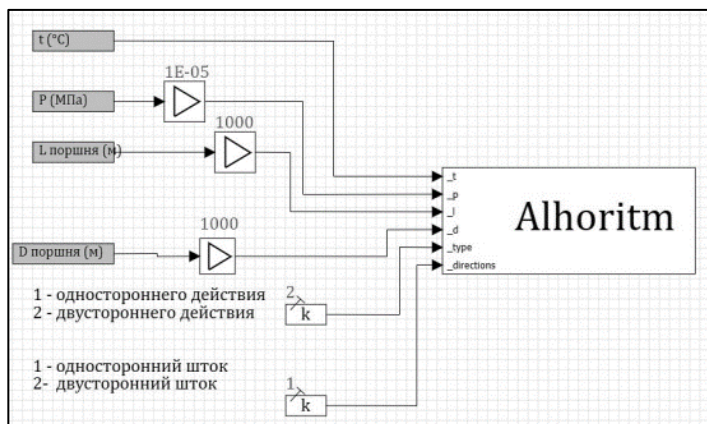 t (°C)
1E-05
P (МПа)
1000
L поршня (м)
_t
_p
_l
Alhoritm
1000
_d
D поршня (м)
_type
_directions
1 - одностороннего действия
2
2 - двустороннего действия
k
1 - односторонний шток
1
2- двусторонний шток
k